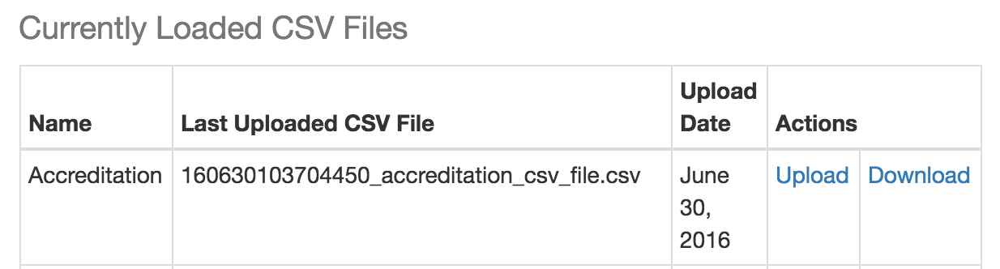 Currently Loaded CSV Files
Name Last Uploaded CSV File Upload Date Actions
Accreditation 160630103704450_accreditation_csv_file.csv June 30, 2016 Upload Download